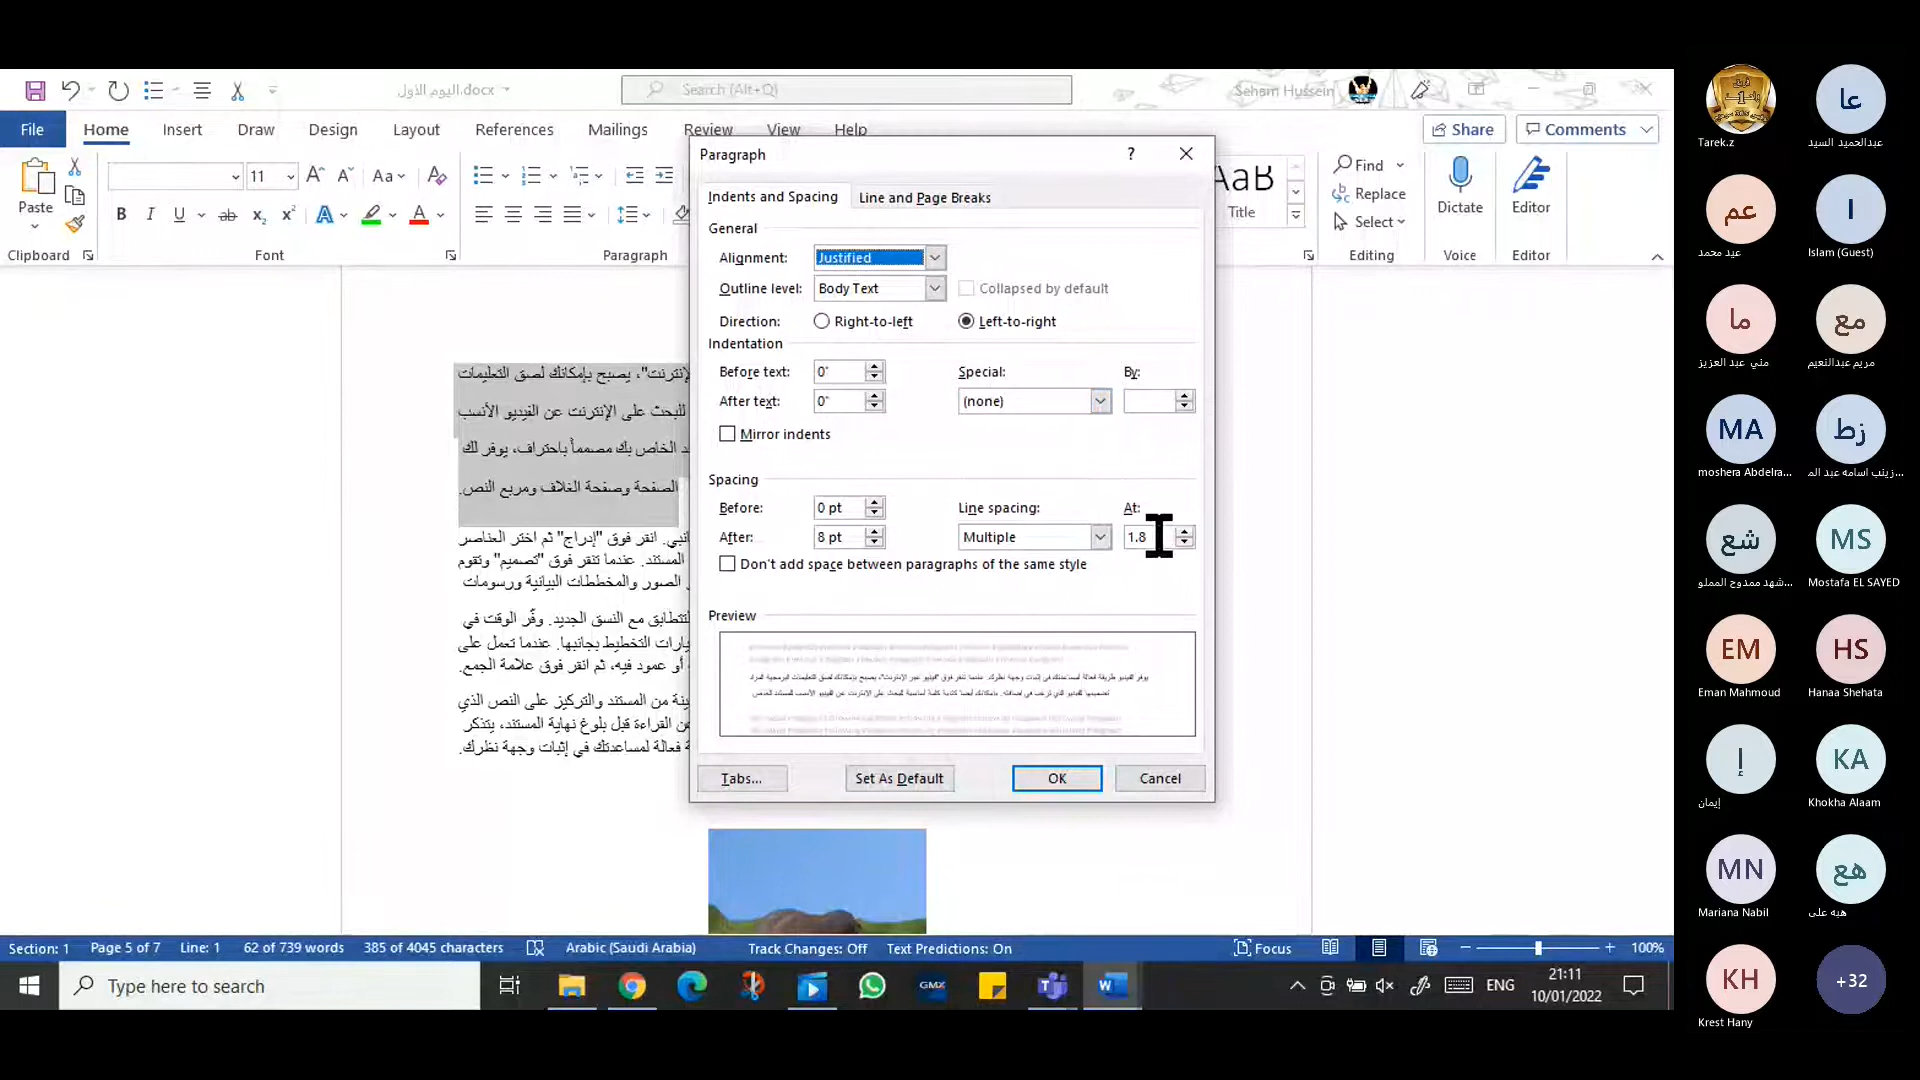 اليوم الاول.docx
Search (Alt+Q)
Seham Hussein
File
Home
Insert
Draw
Design
Layout
References
Mailings
Review
View
Help
Share
Comments
Paste
11
Aa
B
I
U
ab
Clipboard
Font
Paragraph
AaB
Title
Find
Replace
Select
Editing
Dictate
Voice
Editor
Editor
Paragraph
?
Indents and Spacing
Line and Page Breaks
General
Alignment:
Justified
Outline level:
Body Text
Collapsed by default
Direction:
Right-to-left
Left-to-right
Indentation
Before text:
0"
Special:
By:
After text:
0"
(none)
Mirror indents
Spacing
Before:
0 pt
Line spacing:
At:
After:
8 pt
Multiple
1.8
Don't add space between paragraphs of the same style
Preview
Tabs...
Set As Default
OK
Cancel
لإنترنت"، يصبح بإمكانك لصق التعليمات
للبحث على الإنترنت عن الفيديو الأنسب
الخاص بك مصمماً باحتراف، يوفر لك
الصفحة وصفحة الغلاف ومربع النص.
انقر فوق "إدراج" ثم اختر العناصر
المستند. عندما تنقر فوق "تصميم" وتقوم
الصور والمخططات البيانية ورسومات
لتتطابق مع النسق الجديد. وفّر الوقت في
التخطيط بجانبها. عندما تعمل على
أو عمود فيه، ثم انقر فوق علامة الجمع.
من المستند والتركيز على النص الذي
القراءة قبل بلوغ نهاية المستند، يتذكر
فعالة لمساعدتك في إثبات وجهة نظرك.
Section: 1
Page 5 of 7
Line: 1
62 of 739 words
385 of 4045 characters
Arabic (Saudi Arabia)
Track Changes: Off
Text Predictions: On
Focus
100%
Type here to search
GMX
ENG
21:11
10/01/2022
Tarek.z
عا
عبدالحميد السيد
عم
عيد محمد
I
Islam (Guest)
ما
مني عبد العزيز
مع
مريم عبدالنعيم
MA
moshera Abdelra...
زط
زينب اسامه عبد الم...
شع
شهد ممدوح المملو...
MS
Mostafa EL SAYED
EM
Eman Mahmoud
HS
Hanaa Shehata
إ
إيمان
KA
Khokha Alaam
MN
Mariana Nabil
هع
هبه على
KH
Krest Hany
+32